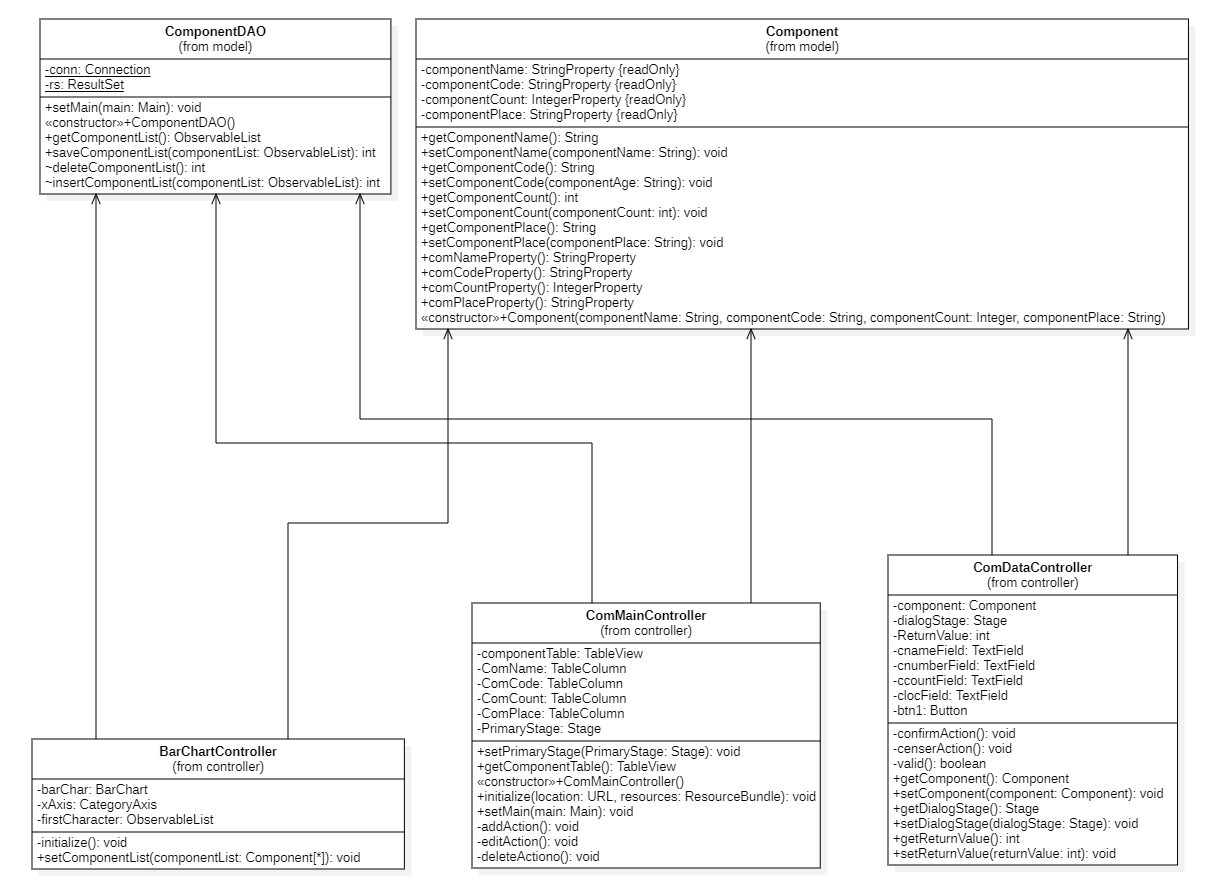 ComponentDAO
(from model)
-conn: Connection
-rs: ResultSet
+setMain(main: Main): void
«constructor»+ComponentDAO()
+getComponentList(): ObservableList
+saveComponentList(componentList: ObservableList): int
~deleteComponentList(): int
~insertComponentList(componentList: ObservableList): int
Component
(from model)
-componentName: StringProperty {readOnly}
-componentCode: StringProperty {readOnly}
-componentCount: IntegerProperty {readOnly}
-componentPlace: StringProperty {readOnly}
+getComponentName(): String
+setComponentName(componentName: String): void
+getComponentCode(): String
+setComponentCode(componentAge: String): void
+getComponentCount(): int
+setComponentCount(componentCount: int): void
+getComponentPlace(): String
+setComponentPlace(componentPlace: String): void
+comNameProperty(): StringProperty
+comCodeProperty(): StringProperty
+comCountProperty(): IntegerProperty
+comPlaceProperty(): StringProperty
«constructor»+Component(componentName: String, componentCode: String, componentCount: Integer, componentPlace: String)
BarChartController
(from controller)
-barChar: BarChart
-xAxis: CategoryAxis
-firstCharacter: ObservableList
-initialize(): void
+setComponentList(componentList: Component[*]): void
ComMainController
(from controller)
-componentTable: TableView
-ComName: TableColumn
-ComCode: TableColumn
-ComCount: TableColumn
-ComPlace: TableColumn
-PrimaryStage: Stage
+setPrimaryStage(PrimaryStage: Stage): void
+getComponentTable(): TableView
«constructor»+ComMainController()
+initialize(location: URL, resources: ResourceBundle): void
+setMain(main: Main): void
-addAction(): void
-editAction(): void
-deleteActiono(): void
ComDataController
(from controller)
-component: Component
-dialogStage: Stage
-ReturnValue: int
-cnameField: TextField
-cnumberField: TextField
-ccountField: TextField
-clocField: TextField
-btn1: Button
-confirmAction(): void
-censerAction(): void
-valid(): boolean
+getComponent(): Component
+setComponent(component: Component): void
+getDialogStage(): Stage
+setDialogStage(dialogStage: Stage): void
+getReturnValue(): int
+setReturnValue(returnValue: int): void